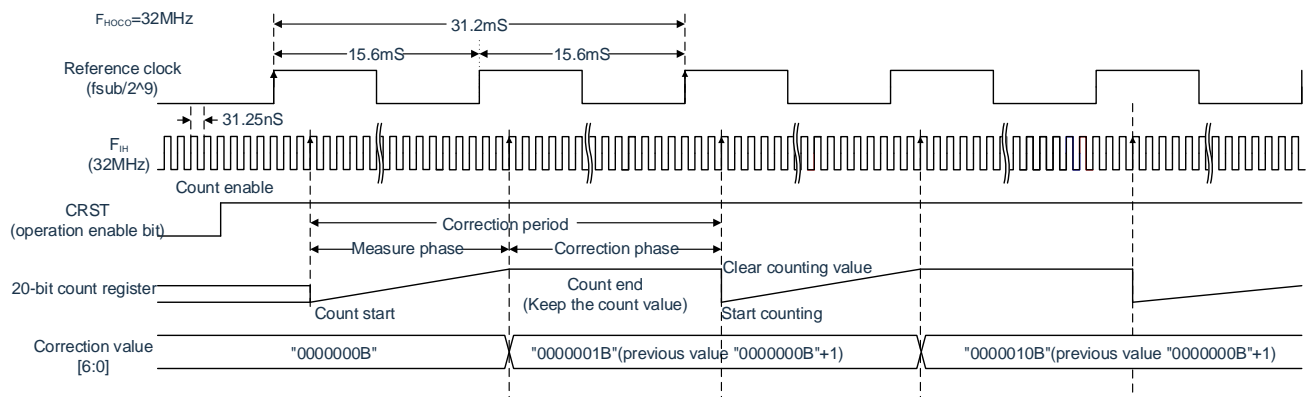 FHOCO=32MHz
31.2mS
15.6mS 15.6mS
Reference clock
(fsub/2^9)
31.25nS
FIH
(32MHz)
Count enable
CRST
(operation enable bit)
Correction period
Measure phase Correction phase
Clear counting value
20-bit count register
Count end
(Keep the count value)
Count start
Start counting
Correction value
[6:0]
"0000000B"
"0000001B"(previous value "0000000B"+1)
"0000010B"(previous value "0000000B"+1)